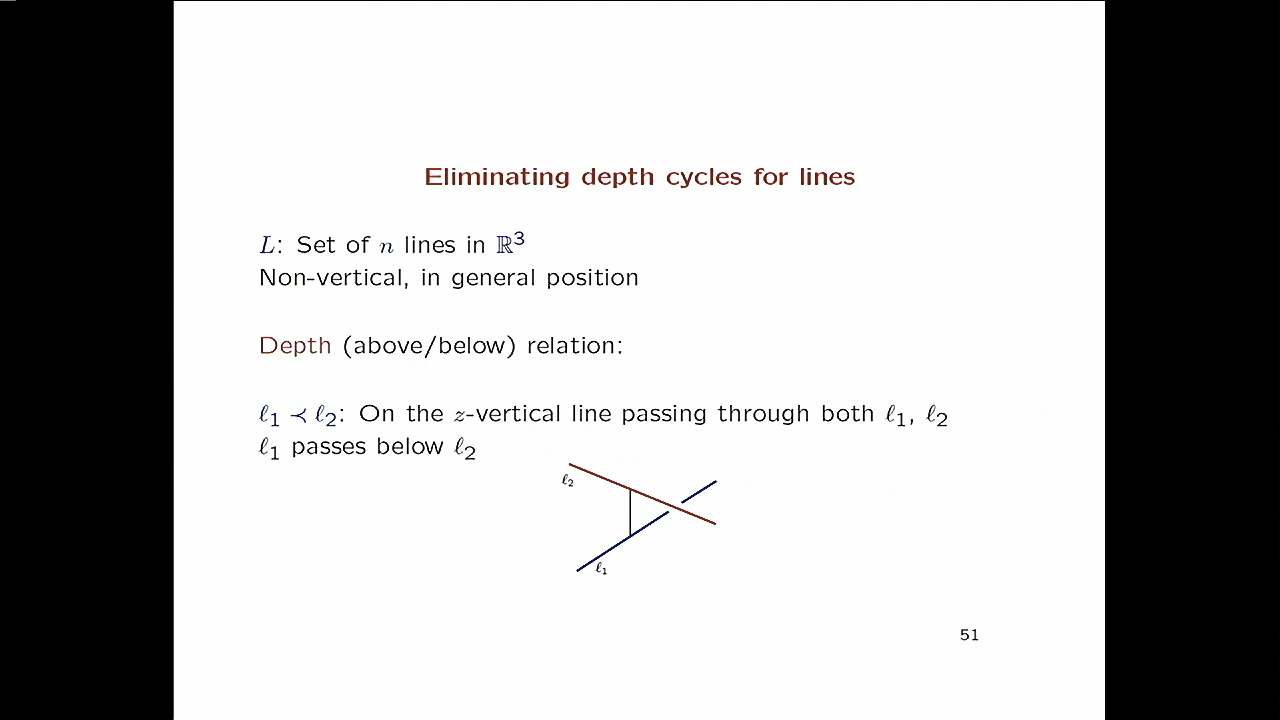 Eliminating depth cycles for lines
L: Set of n lines in ℝ³
Non-vertical, in general position
Depth (above/below) relation:
ℓ₁ ≺ ℓ₂: On the z-vertical line passing through both ℓ₁, ℓ₂
ℓ₁ passes below ℓ₂
ℓ₂
ℓ₁
51